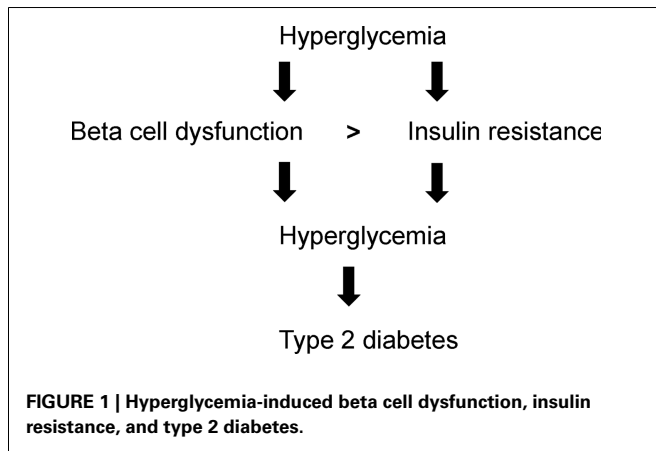 Hyperglycemia
Beta cell dysfunction > Insulin resistance
Hyperglycemia
Type 2 diabetes
FIGURE 1 | Hyperglycemia-induced beta cell dysfunction, insulin
resistance, and type 2 diabetes.